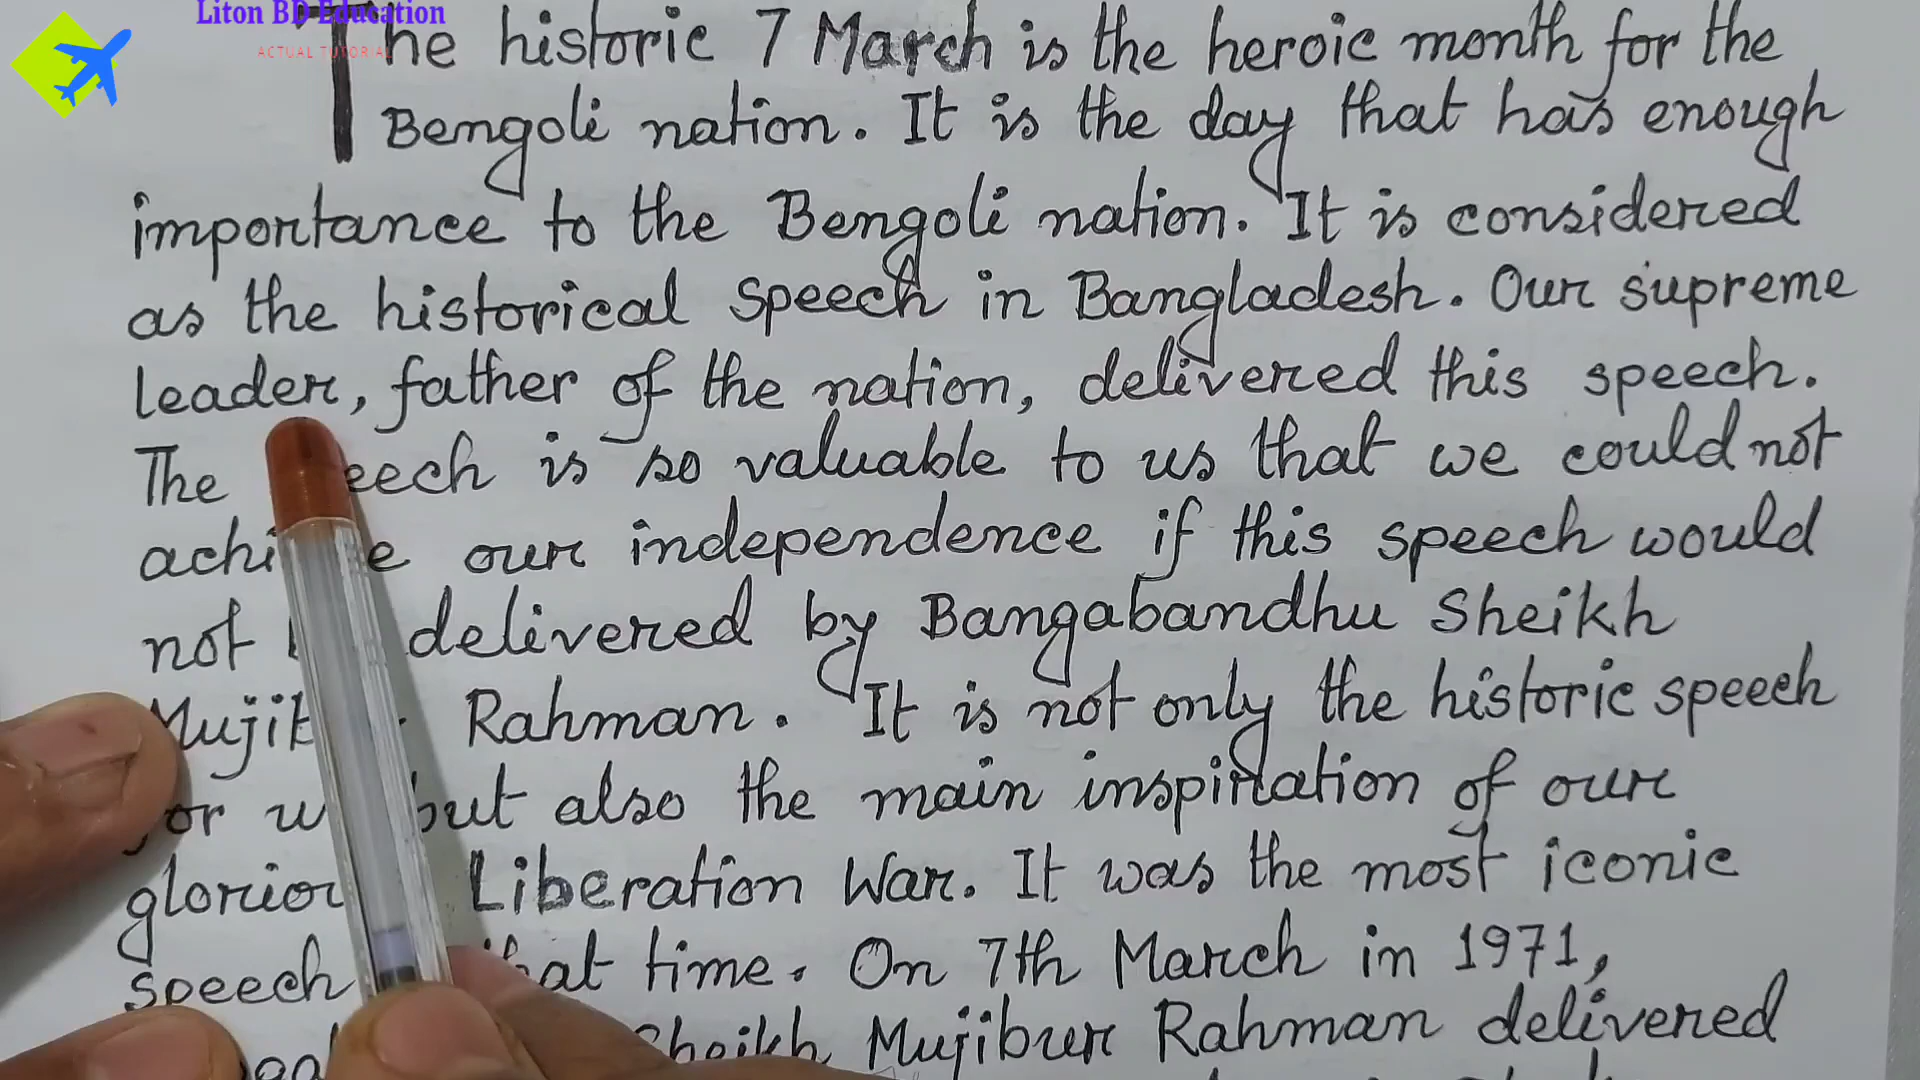 Liton BD Education
ACTUAL TUTORIAL
The historic 7 March is the heroic month for the
Bengoli nation. It is the day that has enough
importance to the Bengoli nation. It is considered
as the historical speech in Bangladesh. Our supreme
leader, father of the nation, delivered this speech.
The is so valuable to us that we could not
our independence if this speech would
not delivered by Bangabandhu Sheikh
Rahman. It is not only the historic speech
but also the main inspiration of our
Liberation War. It was the most iconic
speech time. On 7th March in 1971,
Sheikh Mujibur Rahman delivered